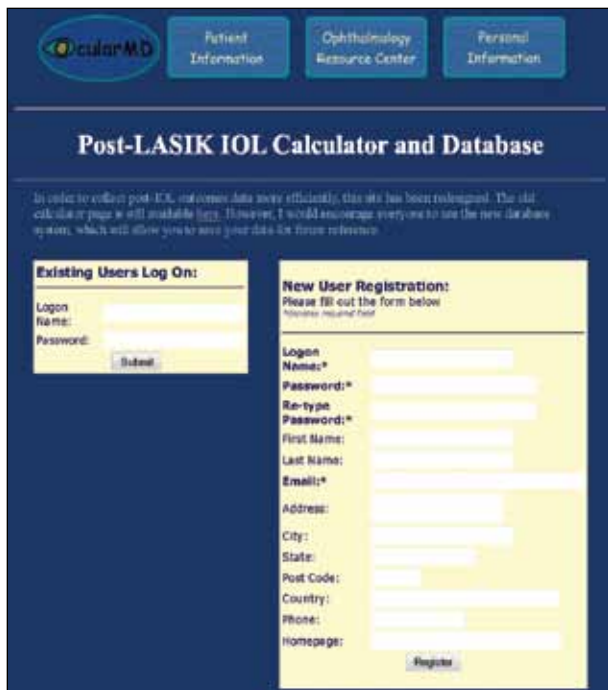 OcularMD
Patient
Information
Ophthalmology
Resource Center
Personal
Information
Post-LASIK IOL Calculator and Database
In order to collect post-IOL outcomes data more efficiently, this site has been redesigned. The old
calculator page is still available here. However, I would encourage everyone to use the new database
system, which will allow you to save your data for future reference.
Existing Users Log On:
Logon
Name:
Password:
Submit
New User Registration:
Please fill out the form below
*denotes required field
Logon
Name:*
Password:*
Re-type
Password:*
First Name:
Last Name:
Email:*
Address:
City:
State:
Post Code:
Country:
Phone:
Homepage:
Register